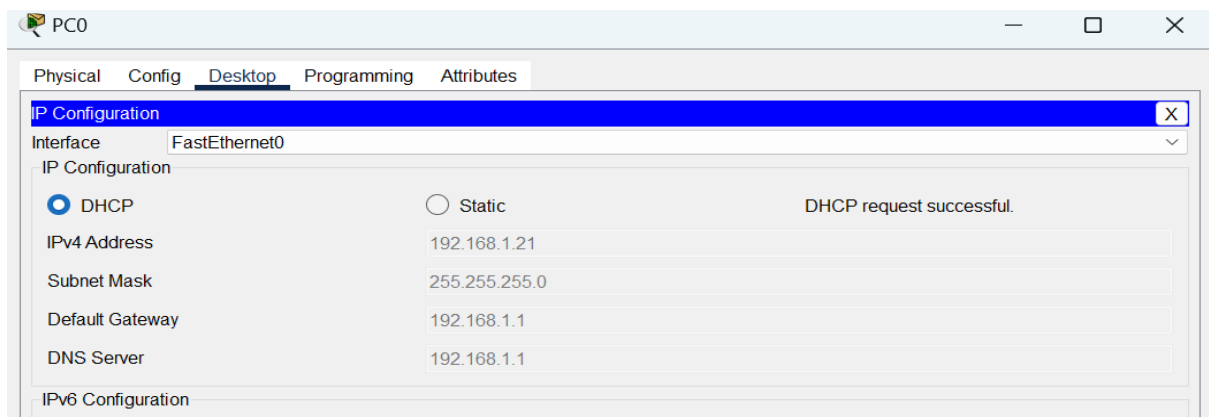 PC0
Physical Config Desktop Programming Attributes
IP Configuration X
Interface FastEthernet0
IP Configuration
DHCP Static DHCP request successful.
IPv4 Address 192.168.1.21
Subnet Mask 255.255.255.0
Default Gateway 192.168.1.1
DNS Server 192.168.1.1
IPv6 Configuration